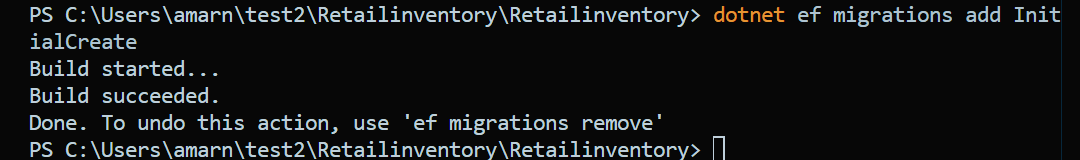 PS C:\Users\amarn\test2\Retailinventory\Retailinventory> dotnet ef migrations add Init
ialCreate
Build started...
Build succeeded.
Done. To undo this action, use 'ef migrations remove'
PS C:\Users\amarn\test2\Retailinventory\Retailinventory>